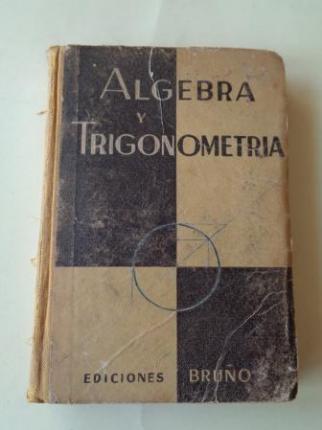 ALGEBRA
Y
TRIGONOMETRIA
EDICIONES BRUÑO